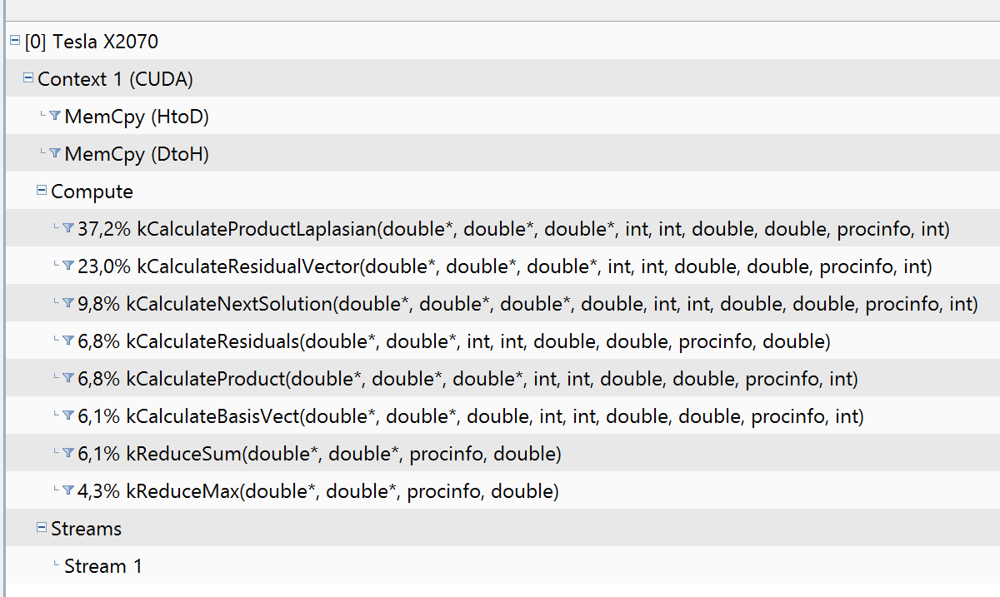 [0] Tesla X2070
Context 1 (CUDA)
MemCpy (HtoD)
MemCpy (DtoH)
Compute
37,2% kCalculateProductLaplasian(double*, double*, double*, int, int, double, double, procinfo, int)
23,0% kCalculateResidualVector(double*, double*, double*, int, int, double, double, procinfo, int)
9,8% kCalculateNextSolution(double*, double*, double*, double, int, int, double, double, procinfo, int)
6,8% kCalculateResiduals(double*, double*, int, int, double, double, procinfo, double)
6,8% kCalculateProduct(double*, double*, double*, int, int, double, double, procinfo, int)
6,1% kCalculateBasisVect(double*, double*, double, int, int, double, double, procinfo, int)
6,1% kReduceSum(double*, double*, procinfo, double)
4,3% kReduceMax(double*, double*, procinfo, double)
Streams
Stream 1